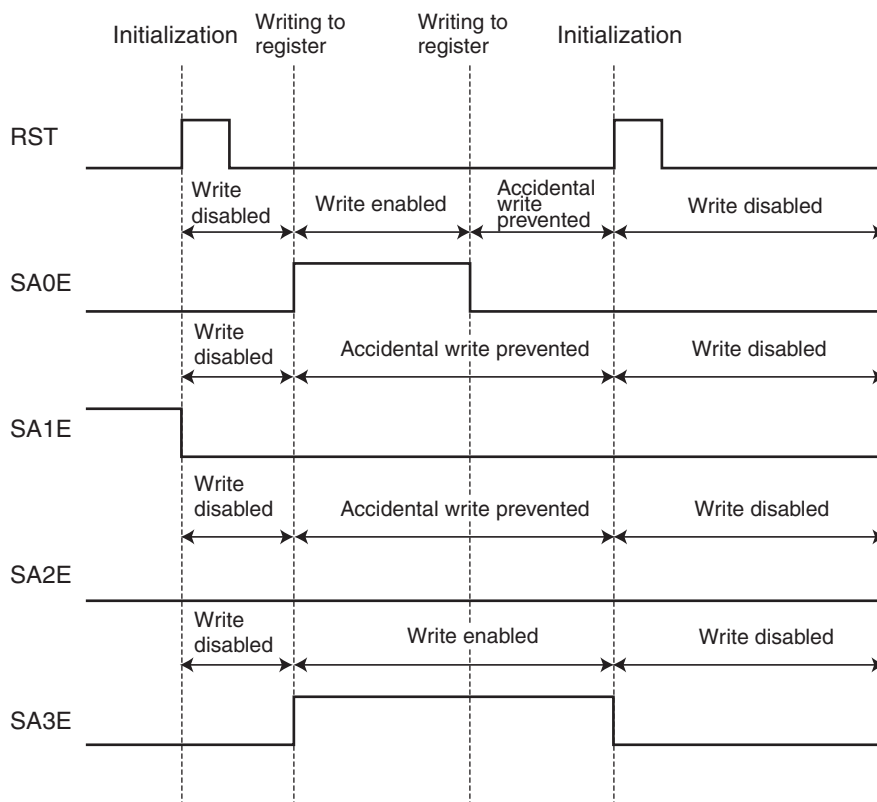 Initialization
Writing to
register
Writing to
register
Initialization
RST
Write
disabled
Write enabled
Accidental
write
prevented
Write disabled
SA0E
Write
disabled
Accidental write prevented
Write disabled
SA1E
Write
disabled
Accidental write prevented
Write disabled
SA2E
Write
disabled
Write enabled
Write disabled
SA3E